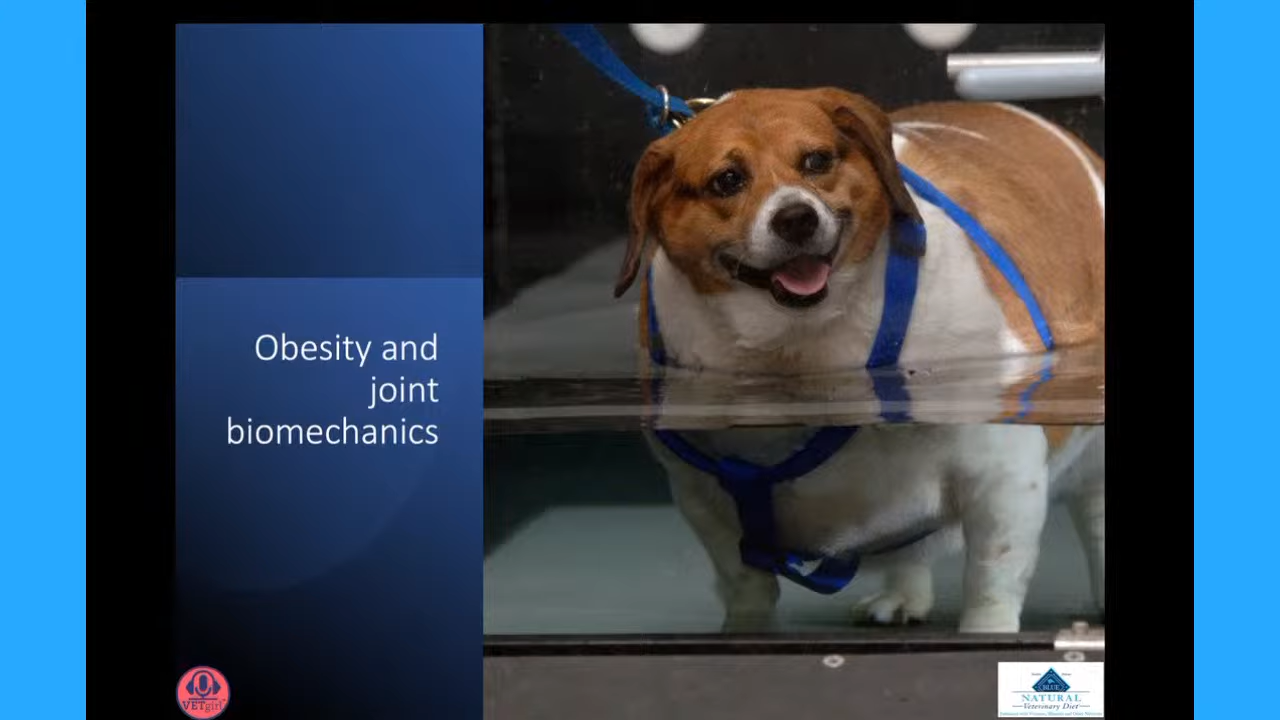 Obesity and
joint
biomechanics
VETgirl
BLUE
NATURAL
Veterinary Diet